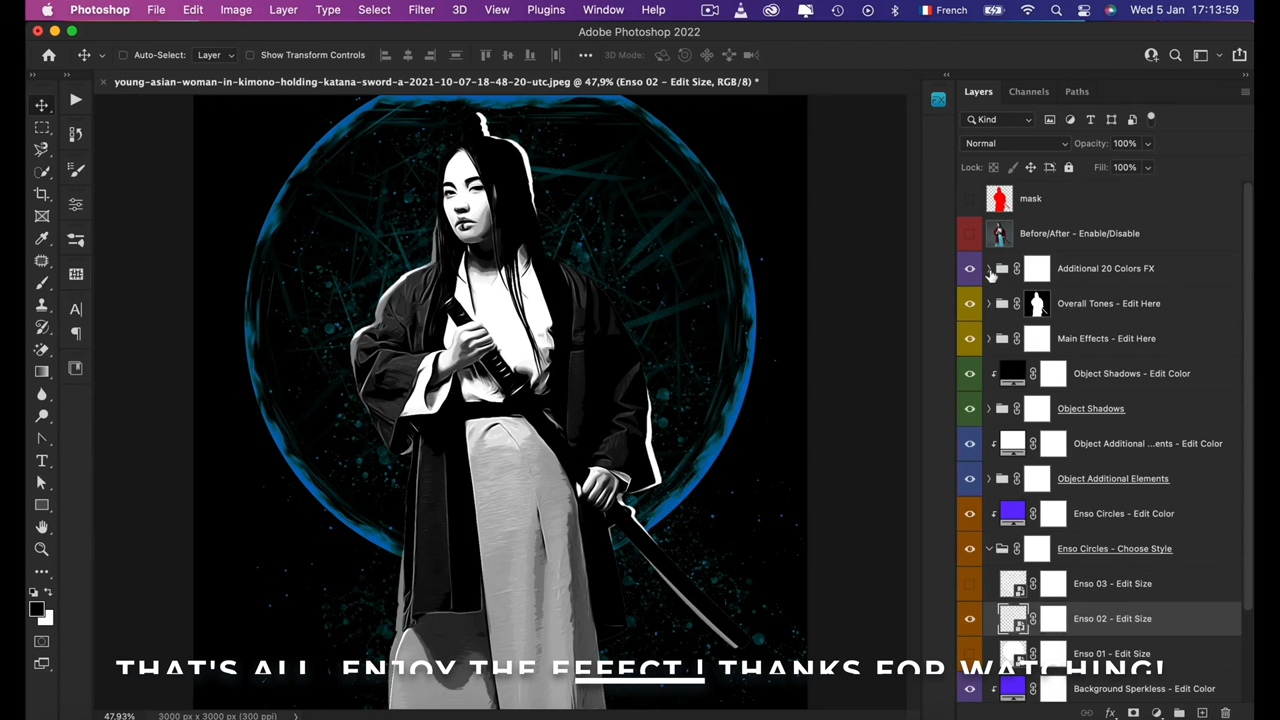 Photoshop File Edit Image Layer Type Select Filter 3D View Plugins Window Help French Wed 5 Jan 17:13:59
Adobe Photoshop 2022
Auto-Select: Layer Show Transform Controls 3D Mode:
young-asian-woman-in-kimono-holding-katana-sword-a-2021-10-07-18-48-20-utc.jpeg @ 47,9% (Enso 02 - Edit Size, RGB/8) *
FX
Layers Channels Paths
Kind
Normal Opacity: 100%
Lock: Fill: 100%
mask
Before/After - Enable/Disable
Additional 20 Colors FX
Overall Tones - Edit Here
Main Effects - Edit Here
Object Shadows - Edit Color
Object Shadows
Object Additional ...ents - Edit Color
Object Additional Elements
Enso Circles - Edit Color
Enso Circles - Choose Style
Enso 03 - Edit Size
Enso 02 - Edit Size
Enso 01 - Edit Size
THAT'S ALL, ENJOY THE EFFECT | THANKS FOR WATCHING!
Background Sperkless - Edit Color
47,93% 3000 px x 3000 px (300 ppi)